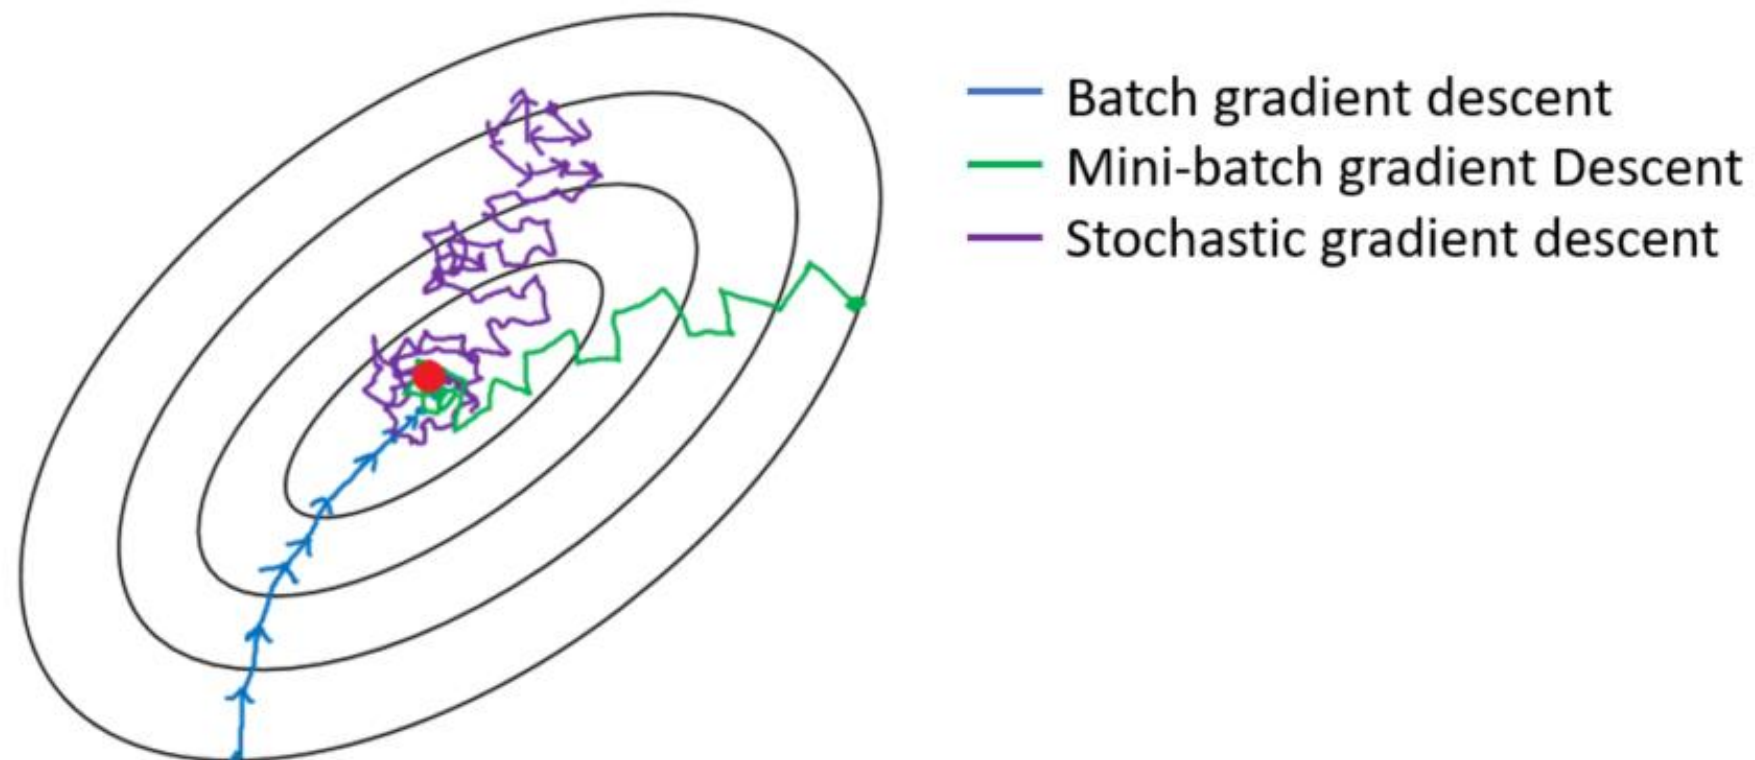 Batch gradient descent
Mini-batch gradient Descent
Stochastic gradient descent